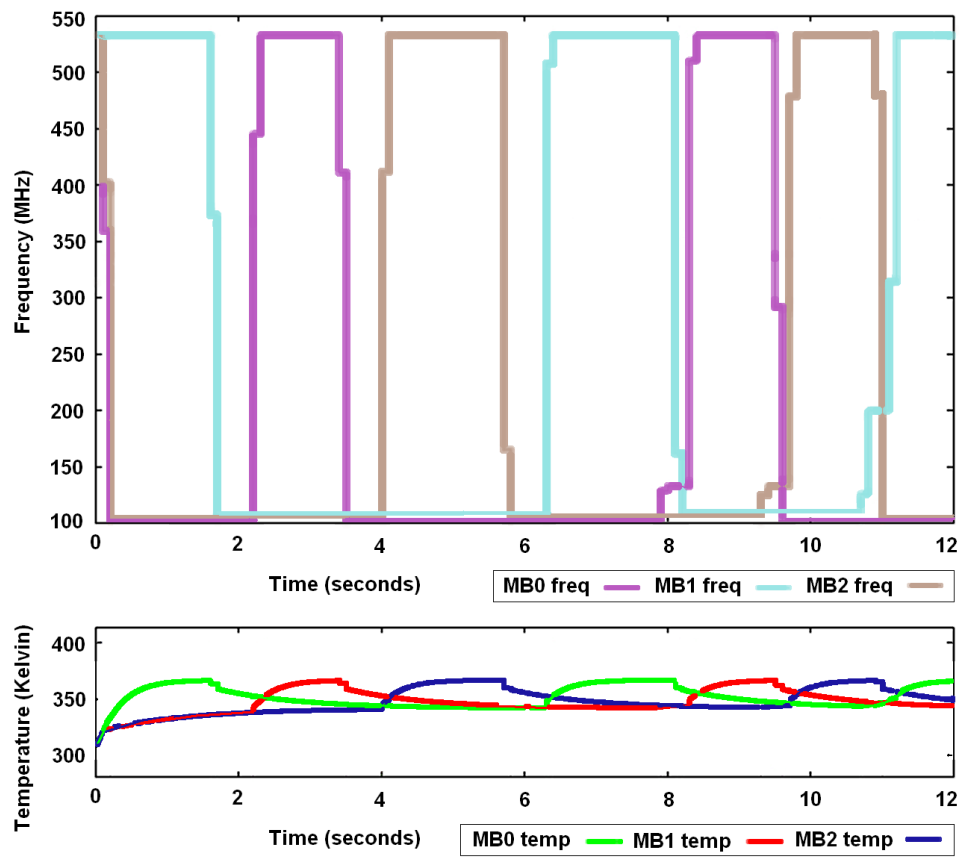 550
500
450
400
350
300
250
200
150
100
Frequency (MHz)
0 2 4 6 8 10 12
Time (seconds)
MB0 freq MB1 freq MB2 freq
400
350
300
Temperature (Kelvin)
0 2 4 6 8 10 12
Time (seconds)
MB0 temp MB1 temp MB2 temp